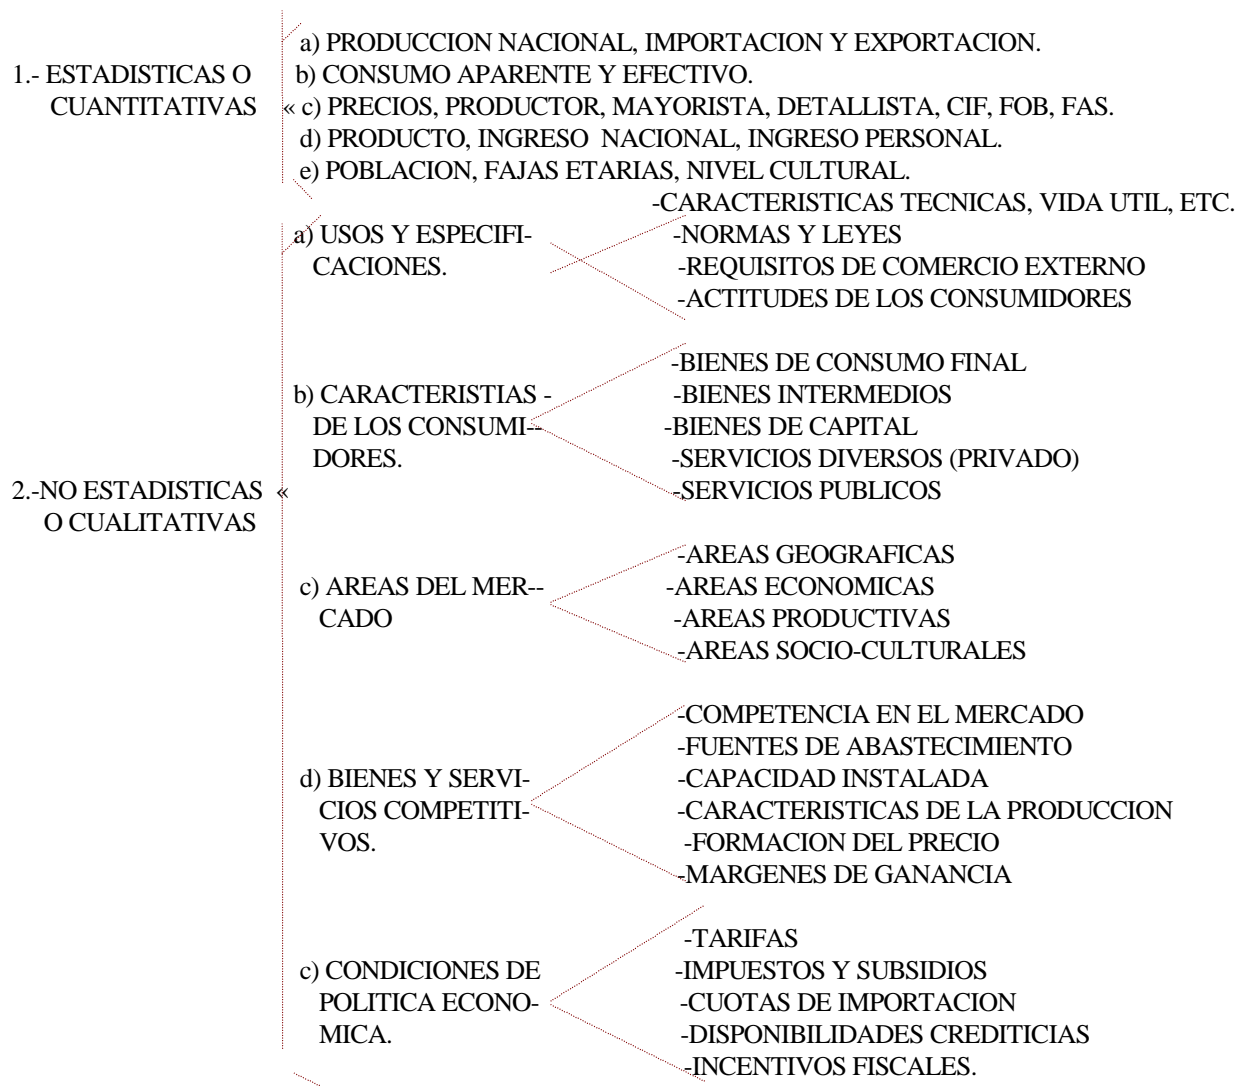 a) PRODUCCION NACIONAL, IMPORTACION Y EXPORTACION.
1.- ESTADISTICAS O b) CONSUMO APARENTE Y EFECTIVO.
CUANTITATIVAS « c) PRECIOS, PRODUCTOR, MAYORISTA, DETALLISTA, CIF, FOB, FAS.
d) PRODUCTO, INGRESO NACIONAL, INGRESO PERSONAL.
e) POBLACION, FAJAS ETARIAS, NIVEL CULTURAL.
-CARACTERISTICAS TECNICAS, VIDA UTIL, ETC.
a) USOS Y ESPECIFI- -NORMAS Y LEYES
CACIONES. -REQUISITOS DE COMERCIO EXTERNO
-ACTITUDES DE LOS CONSUMIDORES
-BIENES DE CONSUMO FINAL
b) CARACTERISTIAS - -BIENES INTERMEDIOS
DE LOS CONSUMI-- -BIENES DE CAPITAL
DORES. -SERVICIOS DIVERSOS (PRIVADO)
2.-NO ESTADISTICAS « -SERVICIOS PUBLICOS
O CUALITATIVAS
-AREAS GEOGRAFICAS
c) AREAS DEL MER-- -AREAS ECONOMICAS
CADO -AREAS PRODUCTIVAS
-AREAS SOCIO-CULTURALES
-COMPETENCIA EN EL MERCADO
-FUENTES DE ABASTECIMIENTO
d) BIENES Y SERVI- -CAPACIDAD INSTALADA
CIOS COMPETITI- -CARACTERISTICAS DE LA PRODUCCION
VOS. -FORMACION DEL PRECIO
-MARGENES DE GANANCIA
-TARIFAS
c) CONDICIONES DE -IMPUESTOS Y SUBSIDIOS
POLITICA ECONO- -CUOTAS DE IMPORTACION
MICA. -DISPONIBILIDADES CREDITICIAS
-INCENTIVOS FISCALES.